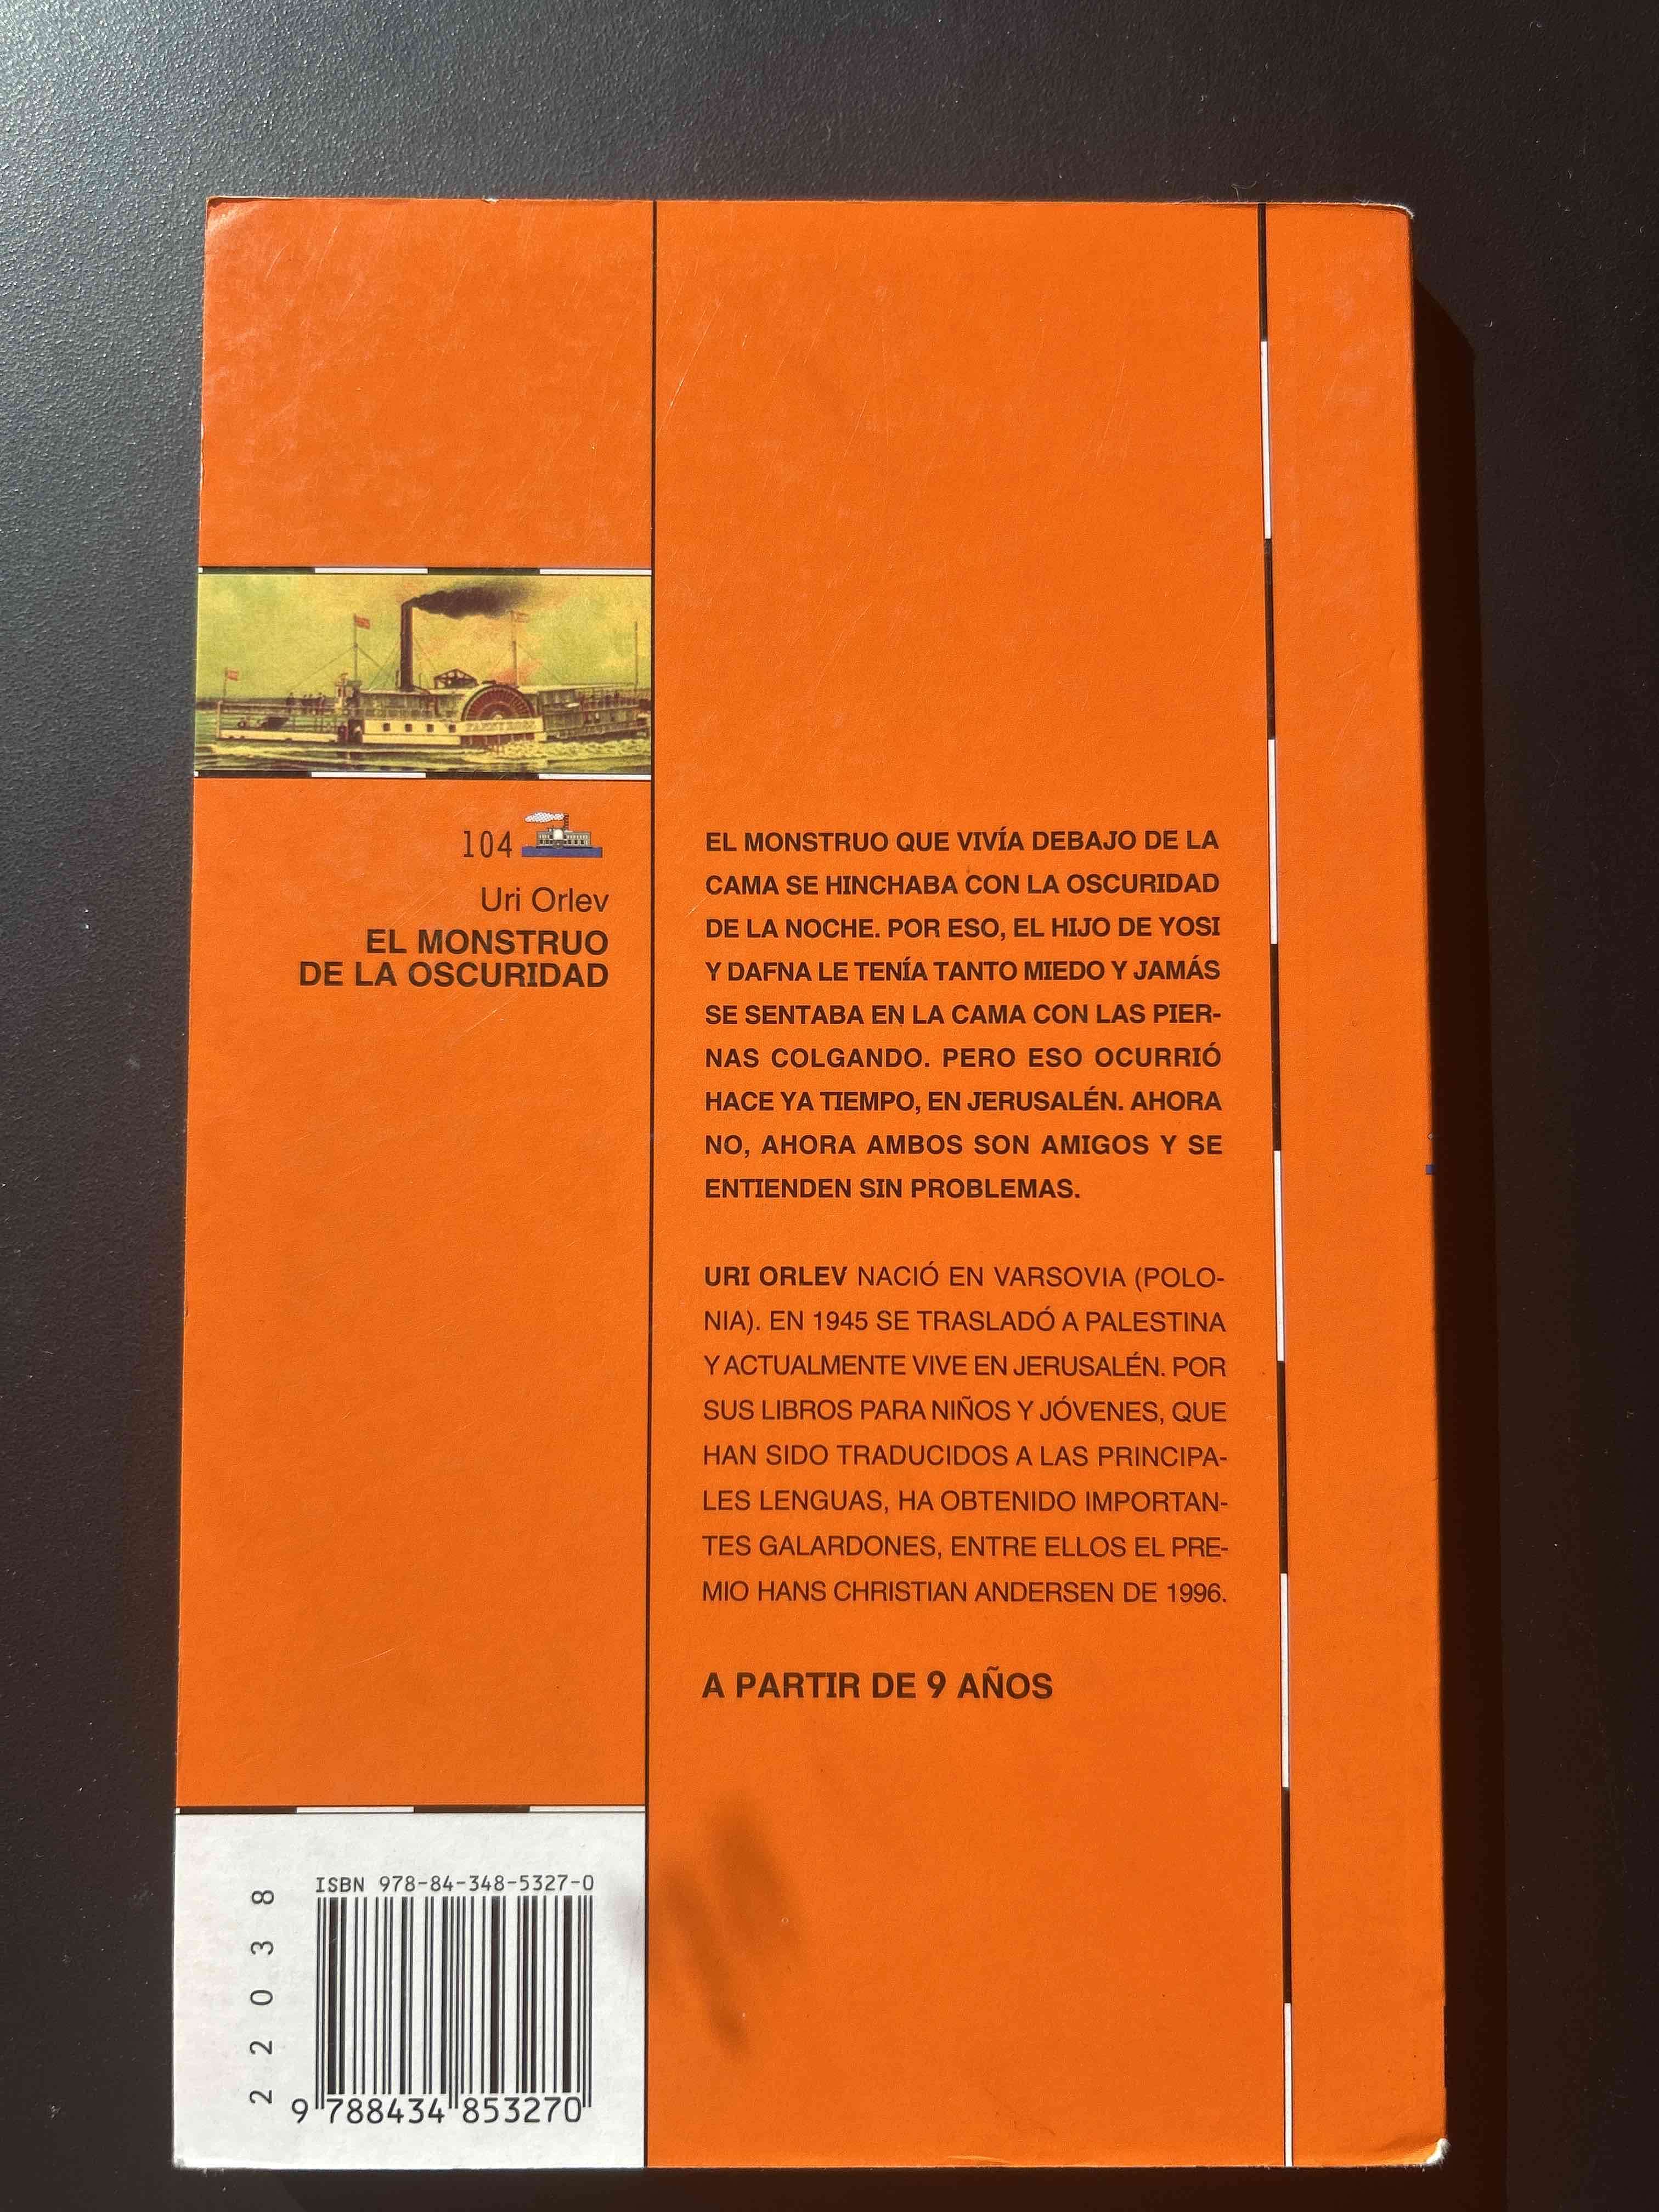 104
Uri Orlev
EL MONSTRUO
DE LA OSCURIDAD
EL MONSTRUO QUE VIVÍA DEBAJO DE LA
CAMA SE HINCHABA CON LA OSCURIDAD
DE LA NOCHE. POR ESO, EL HIJO DE YOSI
Y DAFNA LE TENÍA TANTO MIEDO Y JAMÁS
SE SENTABA EN LA CAMA CON LAS PIER-
NAS COLGANDO. PERO ESO OCURRIÓ
HACE YA TIEMPO, EN JERUSALÉN. AHORA
NO, AHORA AMBOS SON AMIGOS Y SE
ENTIENDEN SIN PROBLEMAS.
URI ORLEV NACIÓ EN VARSOVIA (POLO-
NIA). EN 1945 SE TRASLADÓ A PALESTINA
Y ACTUALMENTE VIVE EN JERUSALÉN. POR
SUS LIBROS PARA NIÑOS Y JÓVENES, QUE
HAN SIDO TRADUCIDOS A LAS PRINCIPA-
LES LENGUAS, HA OBTENIDO IMPORTAN-
TES GALARDONES, ENTRE ELLOS EL PRE-
MIO HANS CHRISTIAN ANDERSEN DE 1996.
A PARTIR DE 9 AÑOS
ISBN 978-84-348-5327-0
22038
9 788434 853270